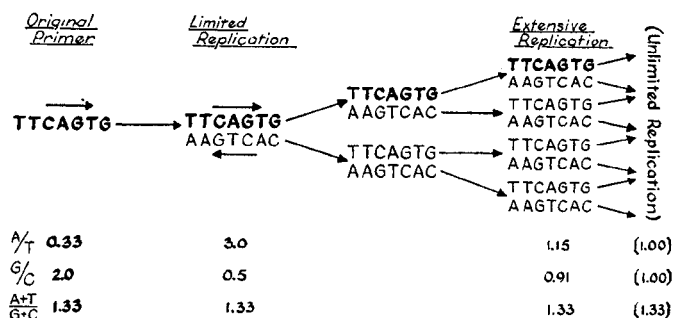 Original Primer
Limited Replication
Extensive Replication
(Unlimited Replication)
TTCAGTG
TTCAGTG
AAGTCAC
TTCAGTG
AAGTCAC
TTCAGTG
AAGTCAC
TTCAGTG
AAGTCAC
TTCAGTG
AAGTCAC
TTCAGTG
AAGTCAC
TTCAGTG
AAGTCAC
A/T 0.33 3.0 1.15 (1.00)
G/C 2.0 0.5 0.91 (1.00)
A+T/G+C 1.33 1.33 1.33 (1.33)